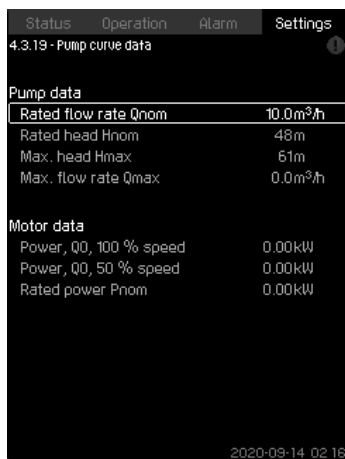 Status Operation Alarm Settings
4.3.19 - Pump curve data
Pump data
Rated flow rate Qnom 10.0m³/h
Rated head Hnom 48m
Max. head Hmax 61m
Max. flow rate Qmax 0.0m³/h
Motor data
Power, Q0, 100 % speed 0.00kW
Power, Q0, 50 % speed 0.00kW
Rated power Pnom 0.00kW
2020-09-14 02:16